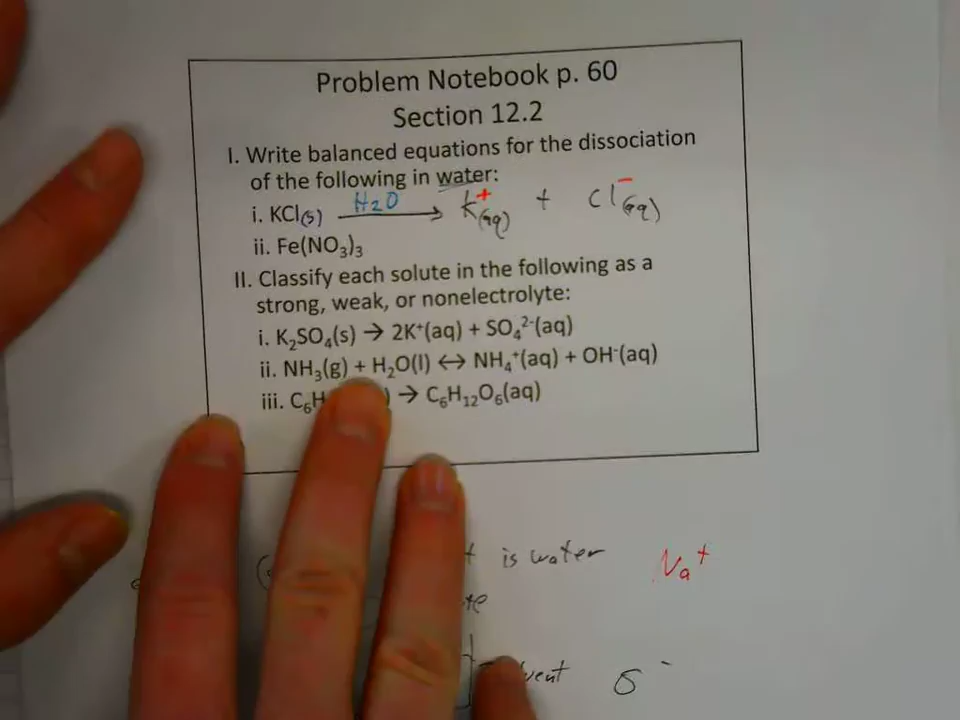 Problem Notebook p. 60
Section 12.2
I. Write balanced equations for the dissociation
of the following in water:
i. KCl(s) —H₂O→ K⁺(aq) + Cl⁻(aq)
ii. Fe(NO₃)₃
II. Classify each solute in the following as a
strong, weak, or nonelectrolyte:
i. K₂SO₄(s) → 2K⁺(aq) + SO₄²⁻(aq)
ii. NH₃(g) + H₂O(l) ↔ NH₄⁺(aq) + OH⁻(aq)
iii. C₆H ) → C₆H₁₂O₆(aq)
is water Na⁺
δ⁻